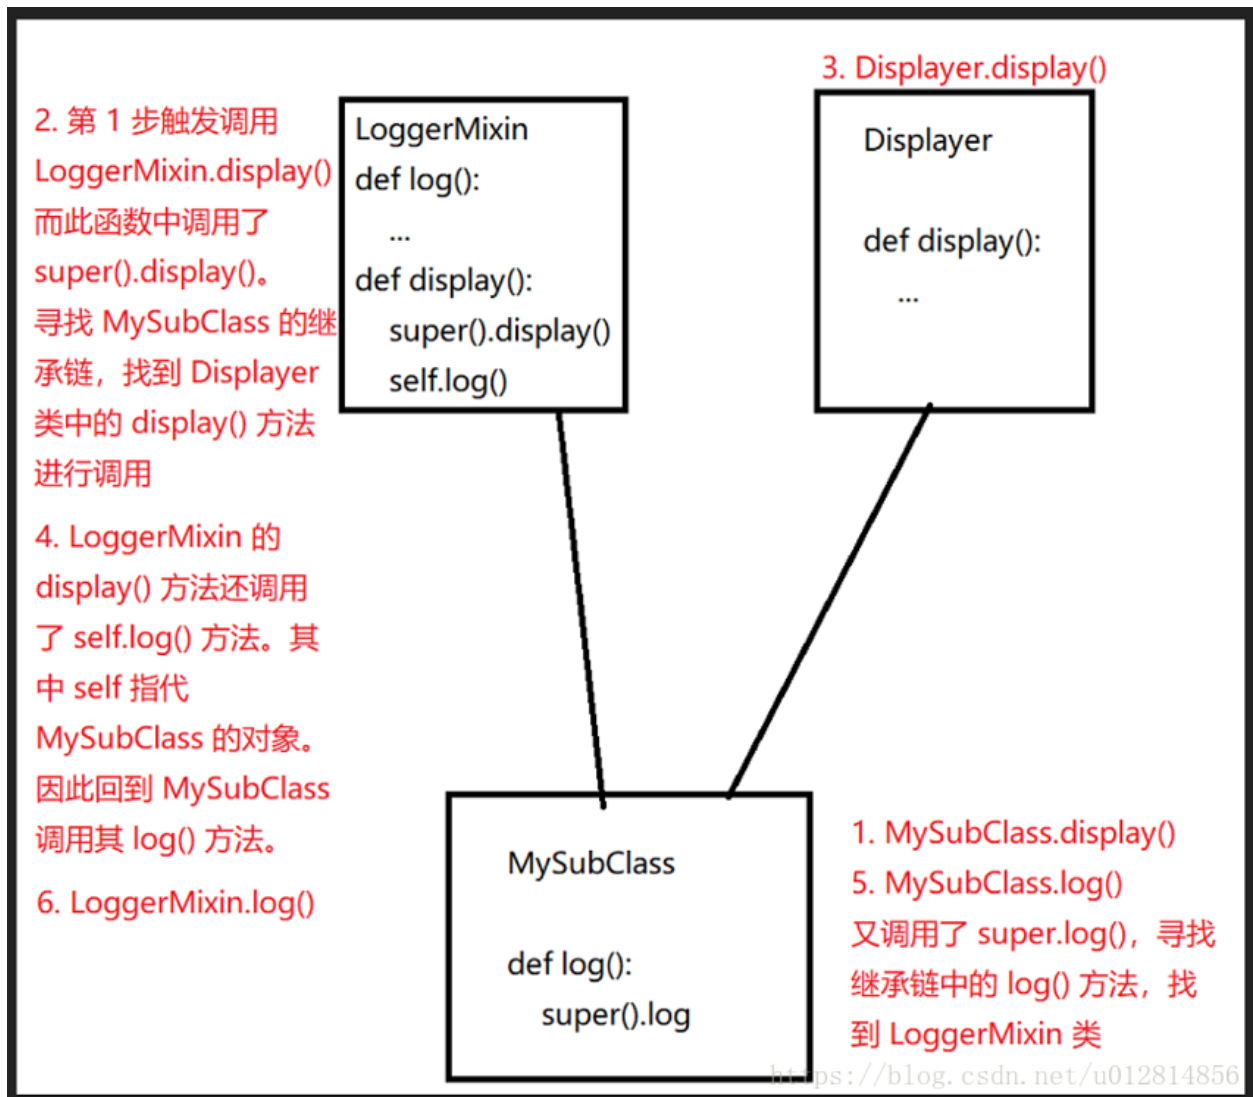 2. 第 1 步触发调用
LoggerMixin.display()
而此函数中调用了
super().display()。
寻找 MySubClass 的继
承链，找到 Displayer
类中的 display() 方法
进行调用
4. LoggerMixin 的
display() 方法还调用
了 self.log() 方法。其
中 self 指代
MySubClass 的对象。
因此回到 MySubClass
调用其 log() 方法。
6. LoggerMixin.log()
LoggerMixin
def log():
...
def display():
super().display()
self.log()
3. Displayer.display()
Displayer
def display():
...
MySubClass
def log():
super().log
1. MySubClass.display()
5. MySubClass.log()
又调用了 super.log()，寻找
继承链中的 log() 方法，找
到 LoggerMixin 类
https://blog.csdn.net/u012814856